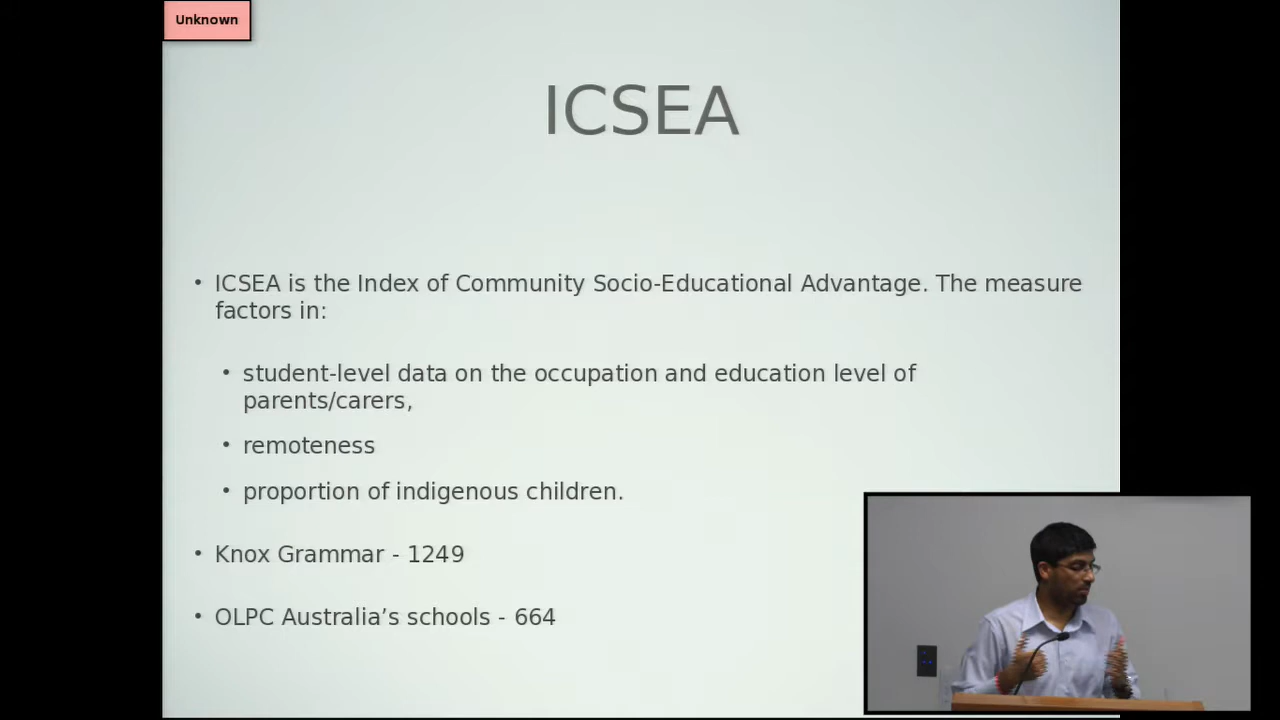 Unknown
ICSEA
• ICSEA is the Index of Community Socio-Educational Advantage. The measure
factors in:
• student-level data on the occupation and education level of
parents/carers,
• remoteness
• proportion of indigenous children.
• Knox Grammar - 1249
• OLPC Australia’s schools - 664